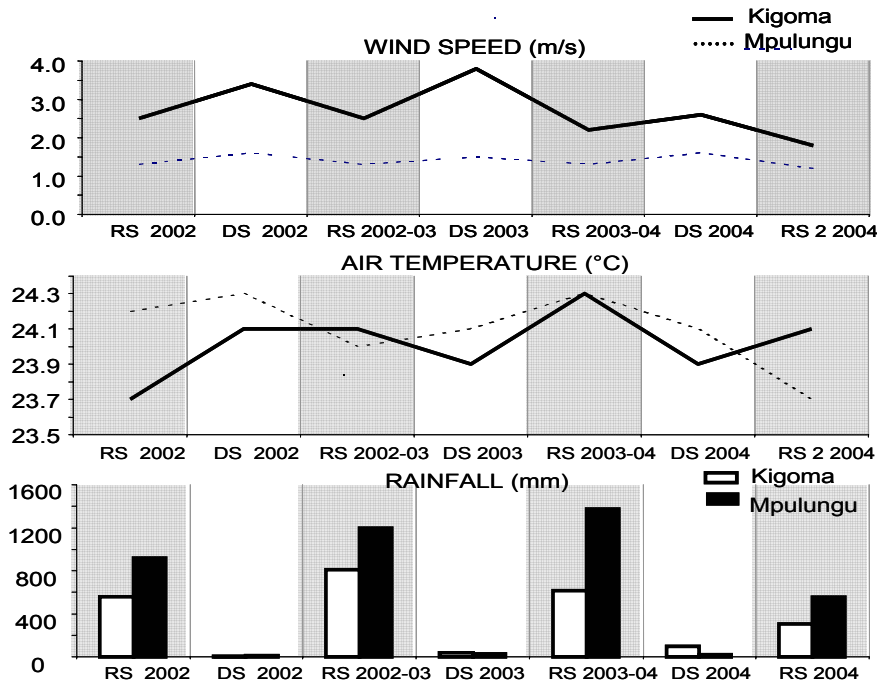 Kigoma
Mpulungu
WIND SPEED (m/s)
4.0
3.0
2.0
1.0
0.0
RS 2002 DS 2002 RS 2002-03 DS 2003 RS 2003-04 DS 2004 RS 2 2004
AIR TEMPERATURE (°C)
24.3
24.1
23.9
23.7
23.5
RS 2002 DS 2002 RS 2002-03 DS 2003 RS 2003-04 DS 2004 RS 2 2004
RAINFALL (mm)
Kigoma
Mpulungu
1600
1200
800
400
0
RS 2002 DS 2002 RS 2002-03 DS 2003 RS 2003-04 DS 2004 RS 2004